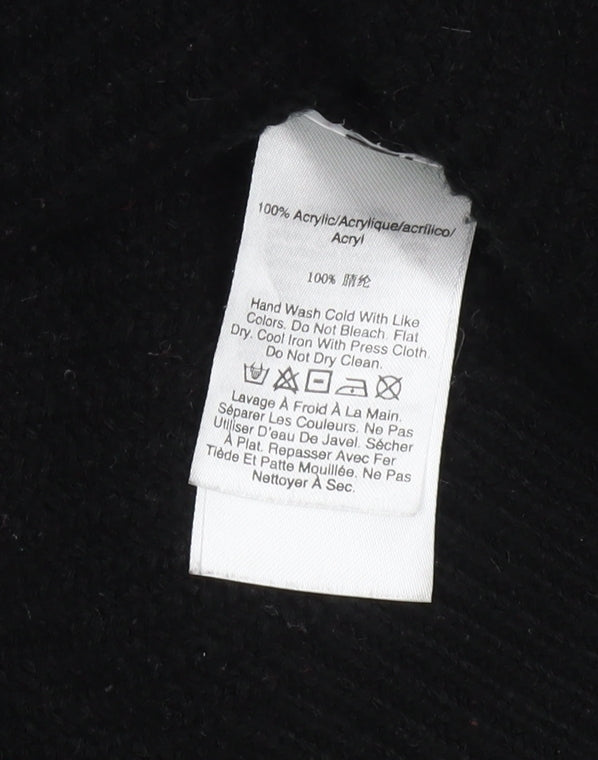 100% Acrylic/Acrylique/acrílico/
Acryl
100% 腈纶
Hand Wash Cold With Like
Colors. Do Not Bleach. Flat
Dry. Cool Iron With Press Cloth.
Do Not Dry Clean.
Lavage À Froid À La Main.
Séparer Les Couleurs. Ne Pas
Utiliser D'eau De Javel. Sécher
À Plat. Repasser Avec Fer
Tiède Et Patte Mouillée. Ne Pas
Nettoyer À Sec.